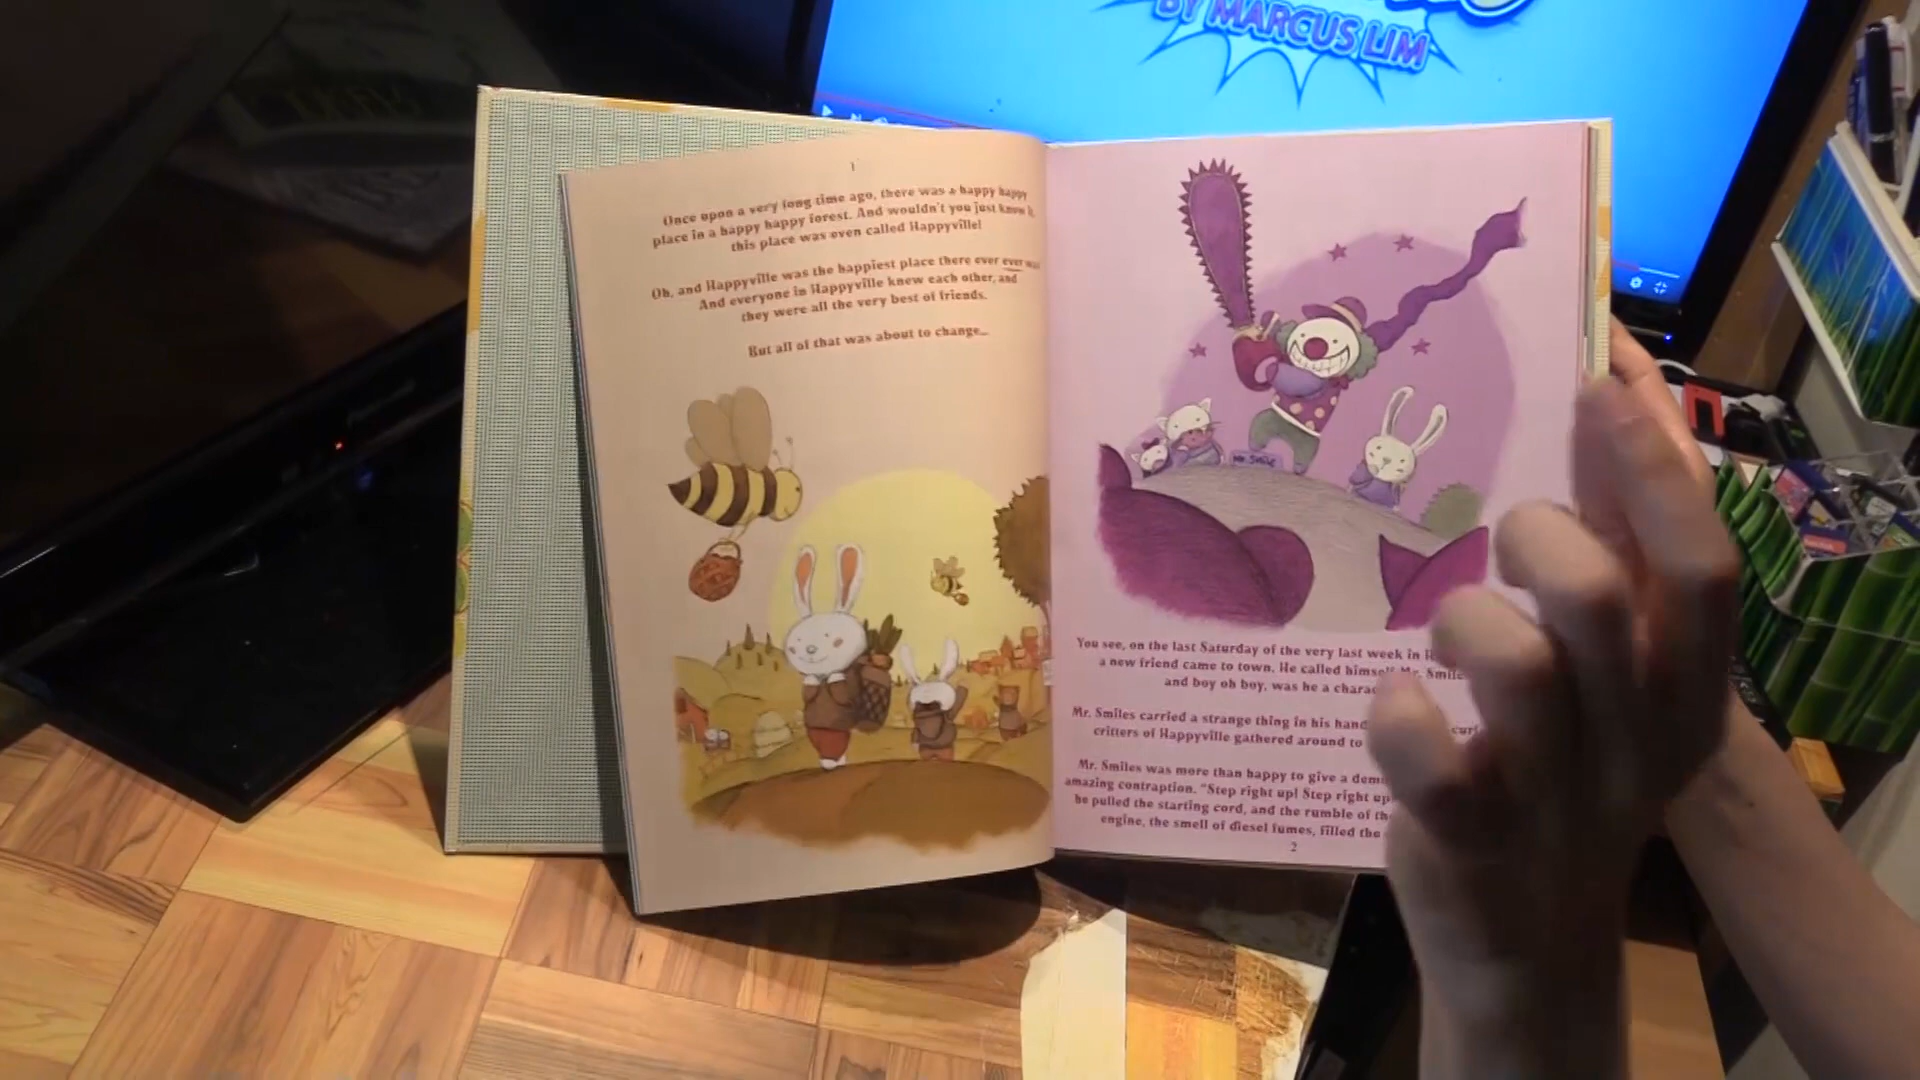 BY MARCUS LIM
1
Once upon a very long time ago, there was a happy happy
place in a happy happy forest. And wouldn't you just know it,
this place was even called Happyville!
Oh, and Happyville was the happiest place there ever ever was
And everyone in Happyville knew each other, and
they were all the very best of friends.
But all of that was about to change...
Mr. Smile
You see, on the last Saturday of the very last week in
a new friend came to town. He called himself Mr. Smile
and boy oh boy, was he a charac
Mr. Smiles carried a strange thing in his hand
critters of Happyville gathered around to
Mr. Smiles was more than happy to give a dem
amazing contraption. "Step right up! Step right up
he pulled the starting cord, and the rumble of th
engine, the smell of diesel fumes, filled the
2